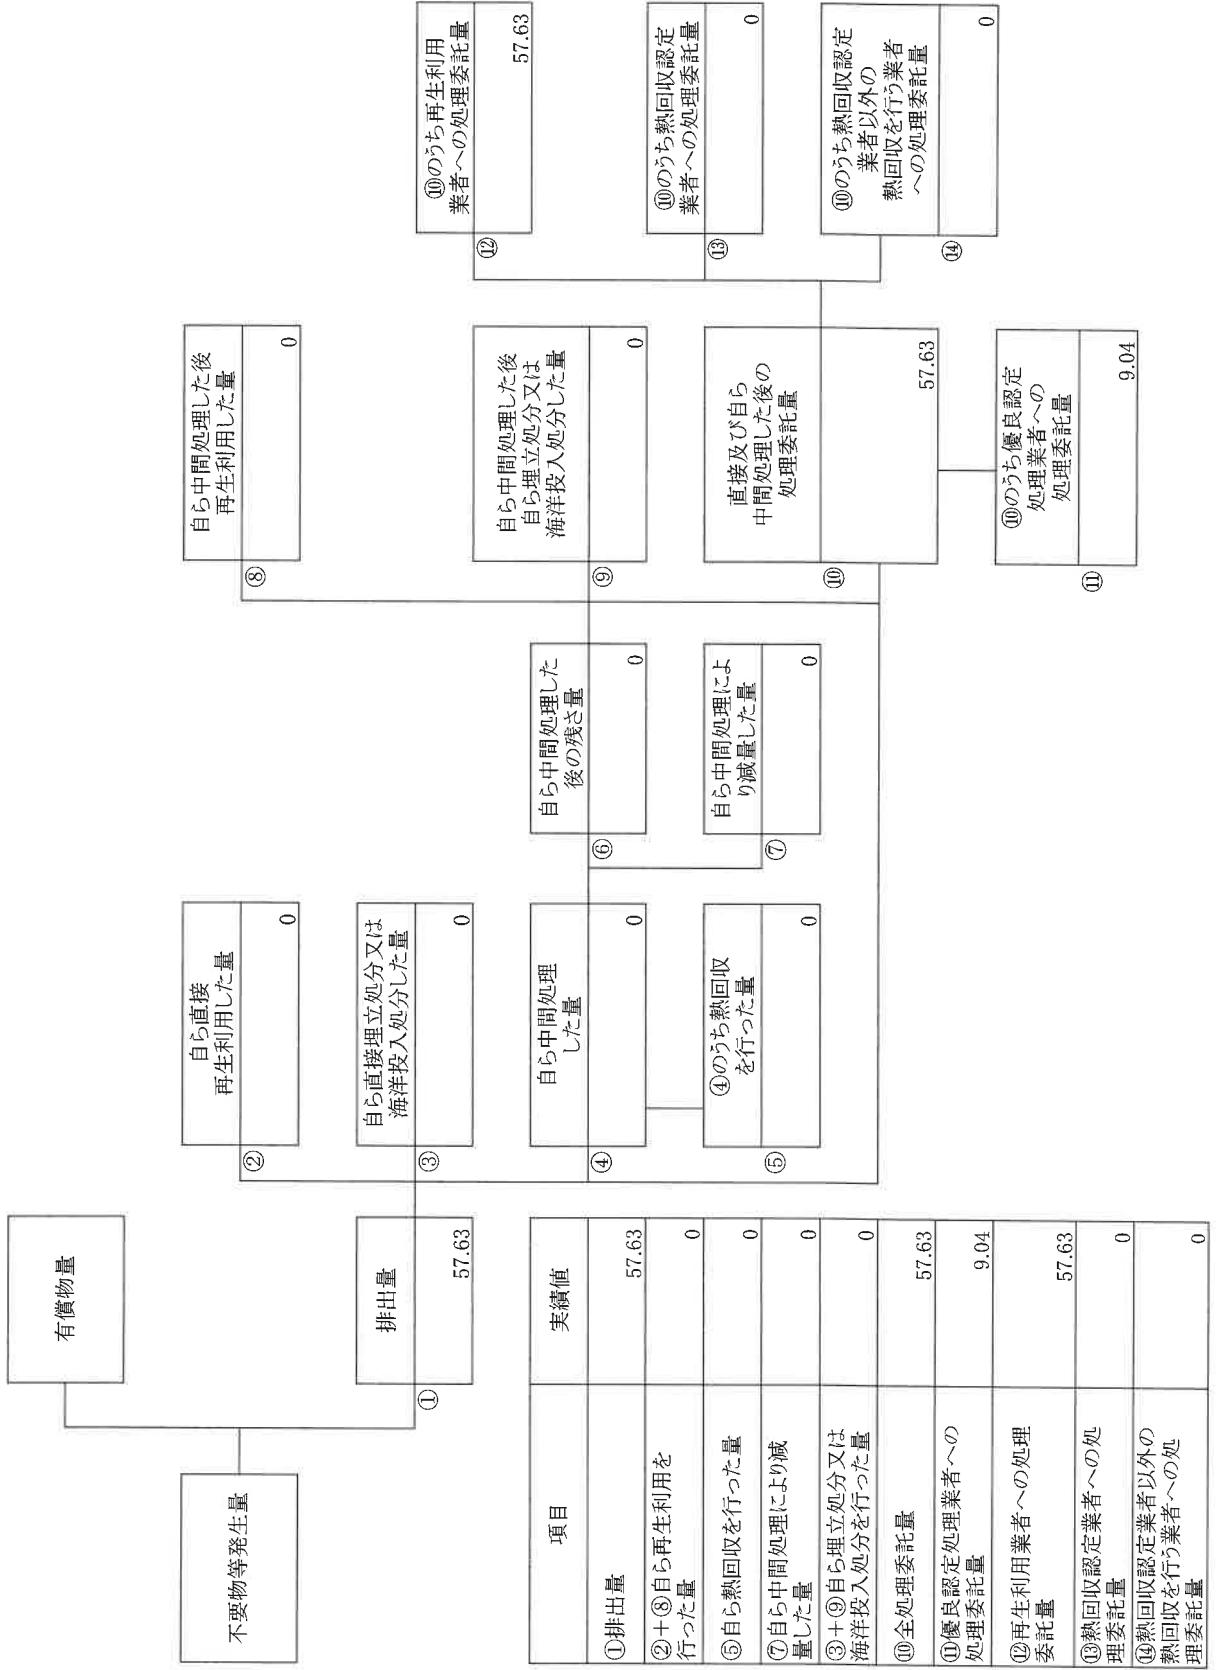 不要物等発生量
有償物量
①
排出量
57.63
②
自ら直接
再生利用した量
0
③
自ら直接埋立処分又は
海洋投入処分した量
0
④
自ら中間処理
した量
0
⑤
④のうち熱回収
を行った量
0
⑥
自ら中間処理した
後の残さ量
0
⑦
自ら中間処理によ
り減量した量
0
⑧
自ら中間処理した後
再生利用した量
0
⑨
自ら中間処理した後
自ら埋立処分又は
海洋投入処分した量
0
⑩
直接及び自ら
中間処理した後の
処理委託量
57.63
⑪
⑩のうち優良認定
処理業者への
処理委託量
9.04
⑫
⑩のうち再生利用
業者への処理委託量
57.63
⑬
⑩のうち熱回収認定
業者への処理委託量
0
⑭
⑩のうち熱回収認定
業者以外の
熱回収を行う業者
への処理委託量
0
項目 実績値
①排出量 57.63
②+⑧自ら再生利用を
行った量 0
⑤自ら熱回収を行った量 0
⑦自ら中間処理により減
量した量 0
③+⑨自ら埋立処分又は
海洋投入処分を行った量 0
⑩全処理委託量 57.63
⑪優良認定処理業者への
処理委託量 9.04
⑫再生利用業者への処理
委託量 57.63
⑬熱回収認定業者への処
理委託量 0
⑭熱回収認定業者以外の
熱回収を行う業者への処
理委託量 0